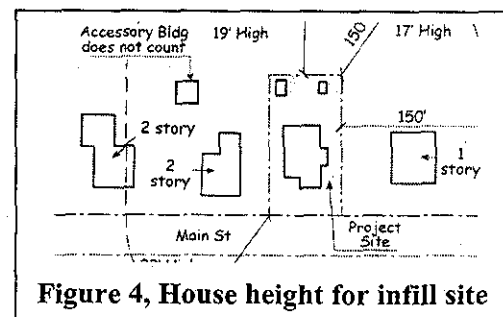 Accessory Bldg
does not count
19' High
150'
17' High
150'
2 story
2
story
1
story
Main St
Project
Site
Figure 4, House height for infill site